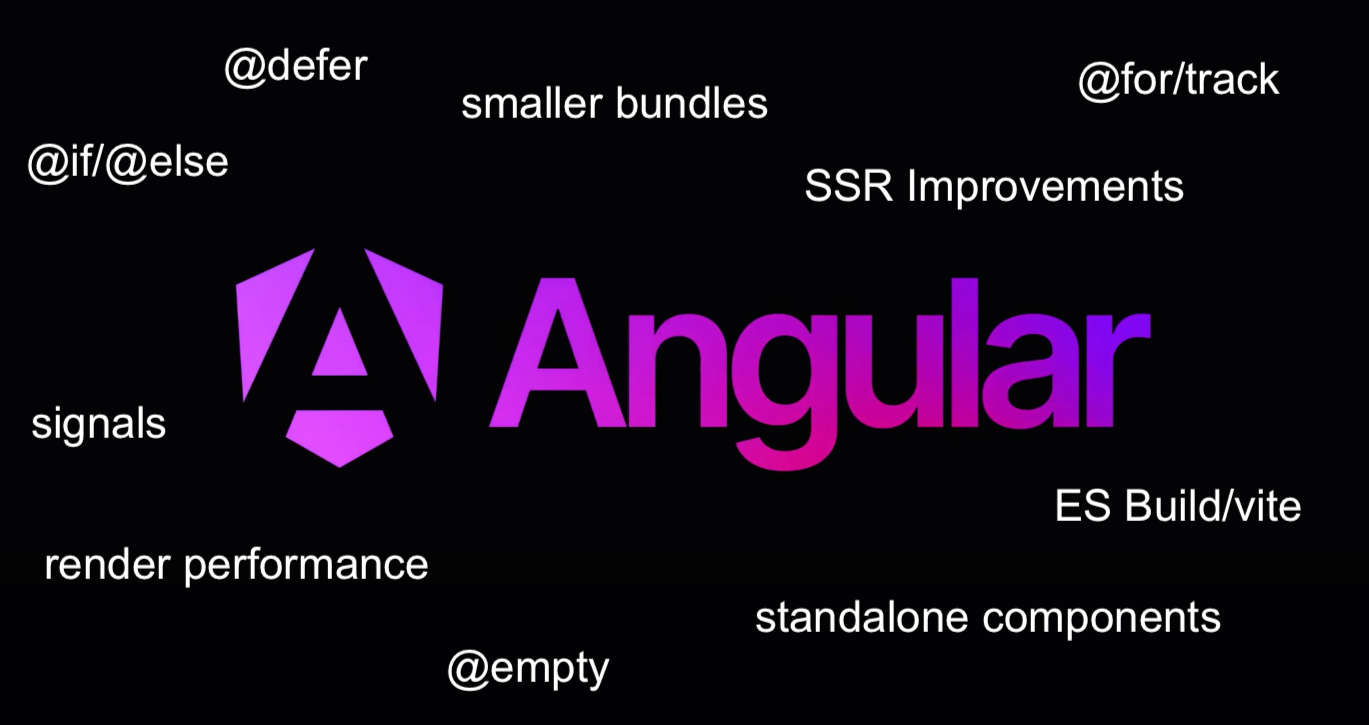 @defer
smaller bundles
@for/track
@if/@else
SSR Improvements
Angular
signals
ES Build/vite
render performance
standalone components
@empty